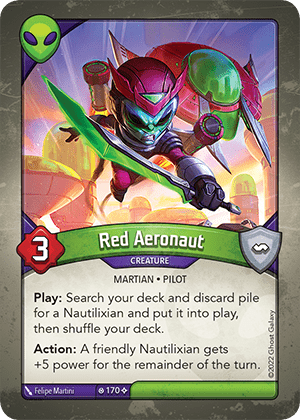 Red Aeronaut
3
CREATURE
MARTIAN • PILOT
Play: Search your deck and discard pile
for a Nautilixian and put it into play,
then shuffle your deck.
Action: A friendly Nautilixian gets
+5 power for the remainder of the turn.
©2022 Ghost Galaxy
Felipe Martini
170